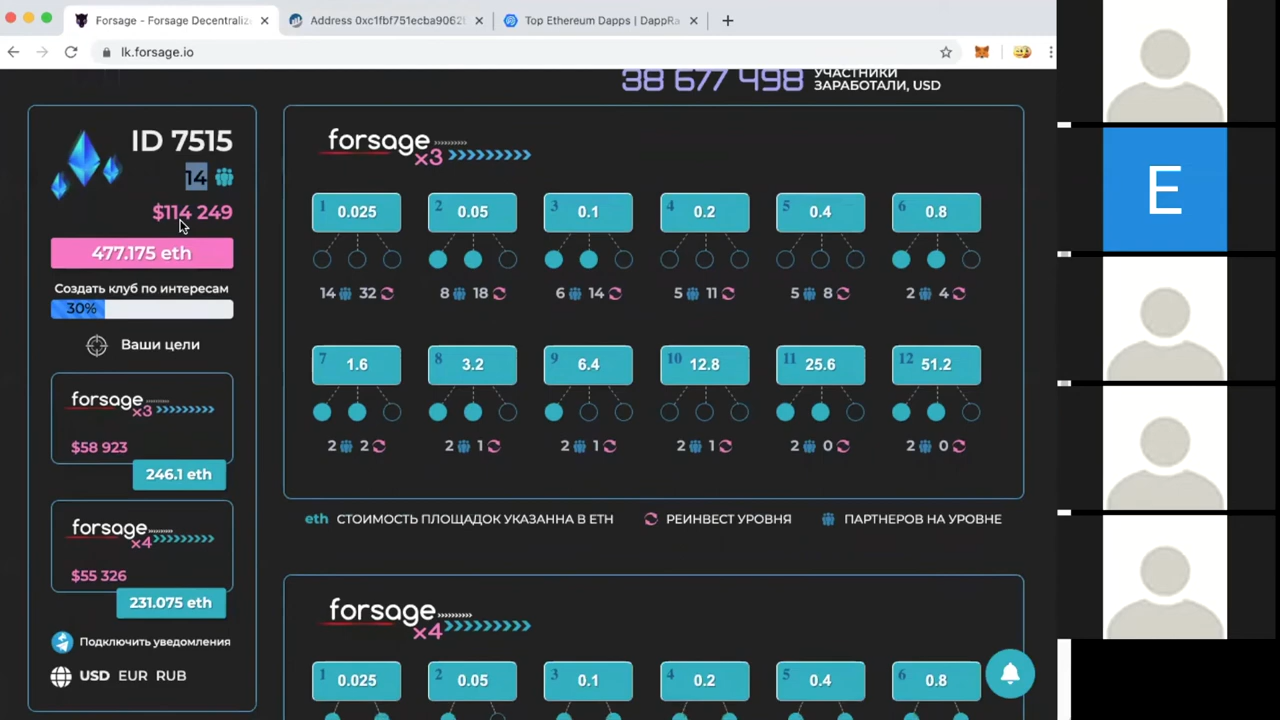 Forsage - Forsage Decentraliz
Address 0xc1fbf751ecba9062
Top Ethereum Dapps | DappRa
lk.forsage.io
38 677 498
УЧАСТНИКИ
ЗАРАБОТАЛИ, USD
ID 7515
14
$114 249
477.175 eth
Создать клуб по интересам
30%
Ваши цели
forsage
x3
$58 923
246.1 eth
forsage
x4
$55 326
231.075 eth
Подключить уведомления
USD EUR RUB
forsage
x3
1 0.025 2 0.05 3 0.1 4 0.2 5 0.4 6 0.8
14 32 8 18 6 14 5 11 5 8 2 4
7 1.6 8 3.2 9 6.4 10 12.8 11 25.6 12 51.2
2 2 2 1 2 1 2 1 2 0 2 0
eth СТОИМОСТЬ ПЛОЩАДОК УКАЗАННА В ETH РЕИНВЕСТ УРОВНЯ ПАРТНЕРОВ НА УРОВНЕ
forsage
x4
1 0.025 2 0.05 3 0.1 4 0.2 5 0.4 6 0.8
E